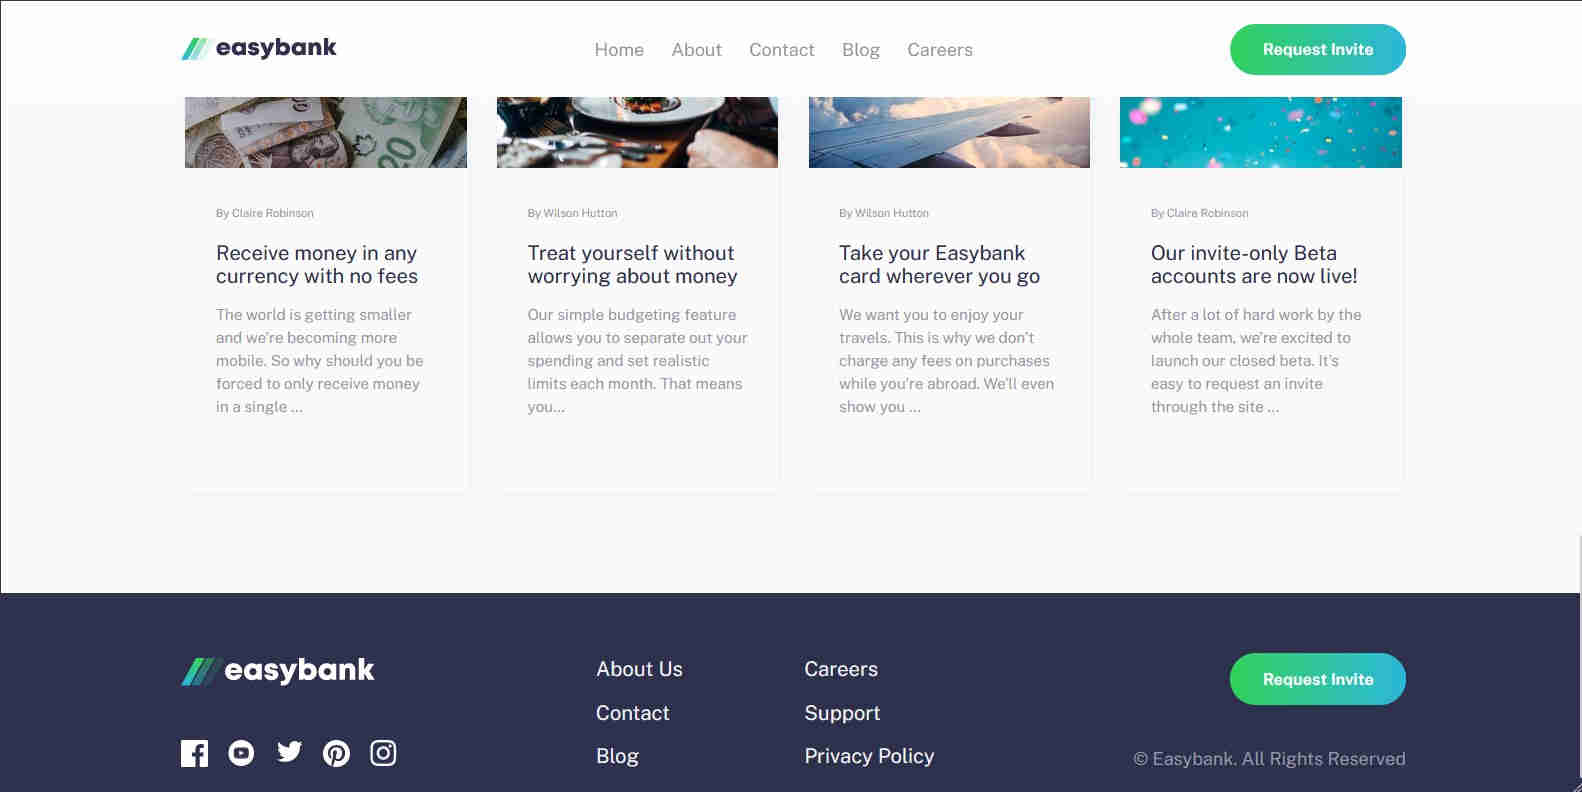 easybank
Home About Contact Blog Careers
Request Invite
20
By Claire Robinson
Receive money in any
currency with no fees
The world is getting smaller
and we're becoming more
mobile. So why should you be
forced to only receive money
in a single ...
By Wilson Hutton
Treat yourself without
worrying about money
Our simple budgeting feature
allows you to separate out your
spending and set realistic
limits each month. That means
you...
By Wilson Hutton
Take your Easybank
card wherever you go
We want you to enjoy your
travels. This is why we don't
charge any fees on purchases
while you're abroad. We'll even
show you ...
By Claire Robinson
Our invite-only Beta
accounts are now live!
After a lot of hard work by the
whole team, we're excited to
launch our closed beta. It's
easy to request an invite
through the site ...
easybank
About Us
Contact
Blog
Careers
Support
Privacy Policy
Request Invite
© Easybank. All Rights Reserved